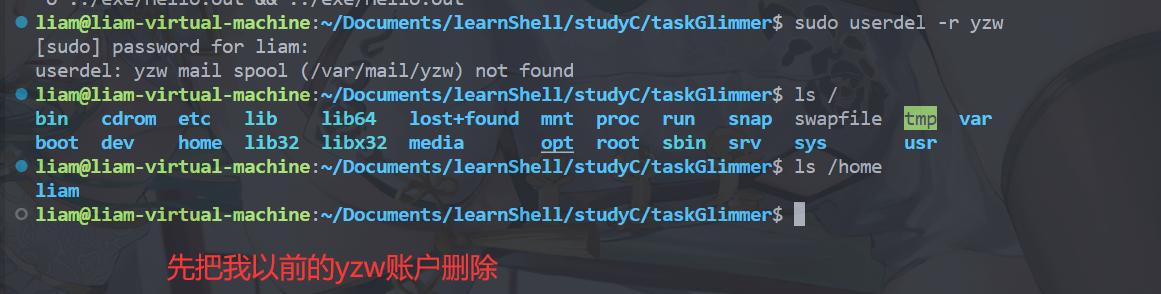 liam@liam-virtual-machine:~/Documents/learnShell/studyC/taskGlimmer$ sudo userdel -r yzw
[sudo] password for liam:
userdel: yzw mail spool (/var/mail/yzw) not found
liam@liam-virtual-machine:~/Documents/learnShell/studyC/taskGlimmer$ ls /
bin cdrom etc lib lib64 lost+found mnt proc run snap swapfile tmp var
boot dev home lib32 libx32 media opt root sbin srv sys usr
liam@liam-virtual-machine:~/Documents/learnShell/studyC/taskGlimmer$ ls /home
liam
liam@liam-virtual-machine:~/Documents/learnShell/studyC/taskGlimmer$
先把我以前的yzw账户删除